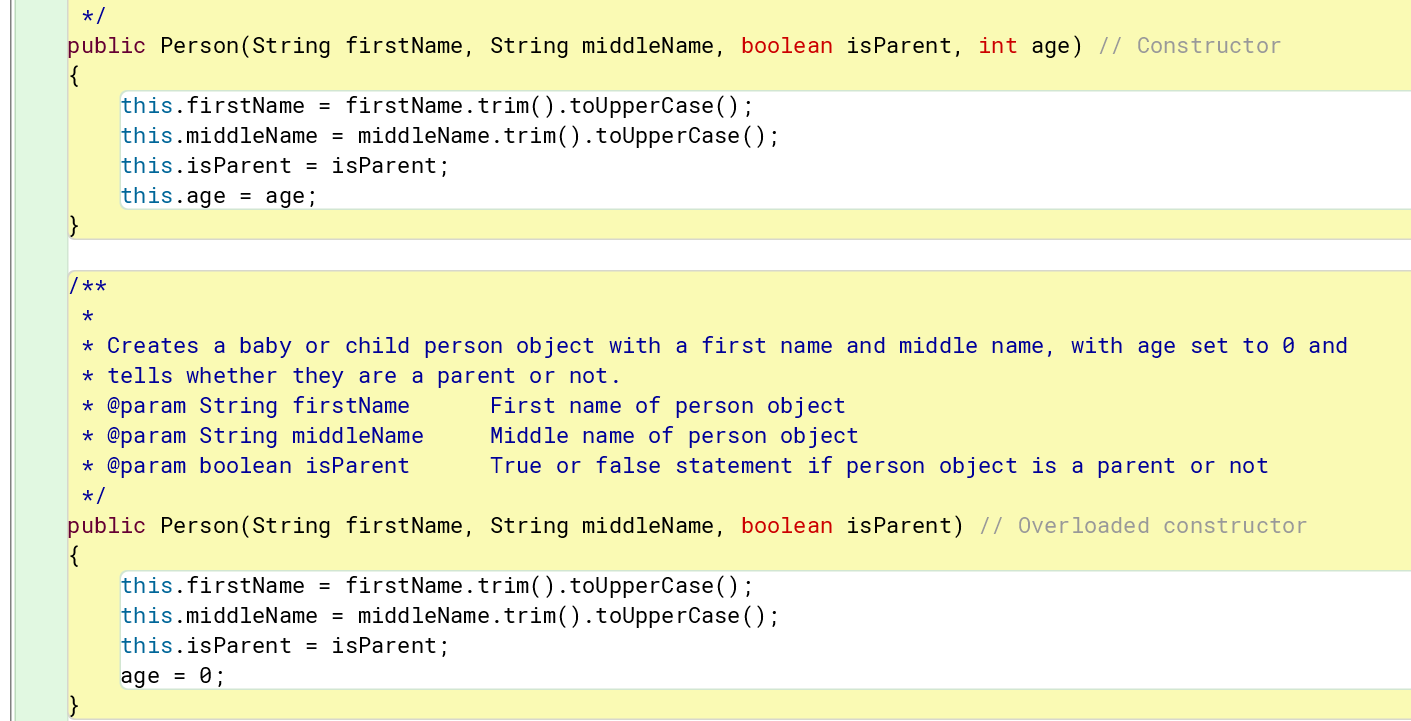 */
public Person(String firstName, String middleName, boolean isParent, int age) // Constructor
{
    this.firstName = firstName.trim().toUpperCase();
    this.middleName = middleName.trim().toUpperCase();
    this.isParent = isParent;
    this.age = age;
}
/**
 *
 * Creates a baby or child person object with a first name and middle name, with age set to 0 and
 * tells whether they are a parent or not.
 * @param String firstName      First name of person object
 * @param String middleName     Middle name of person object
 * @param boolean isParent      True or false statement if person object is a parent or not
 */
public Person(String firstName, String middleName, boolean isParent) // Overloaded constructor
{
    this.firstName = firstName.trim().toUpperCase();
    this.middleName = middleName.trim().toUpperCase();
    this.isParent = isParent;
    age = 0;
}